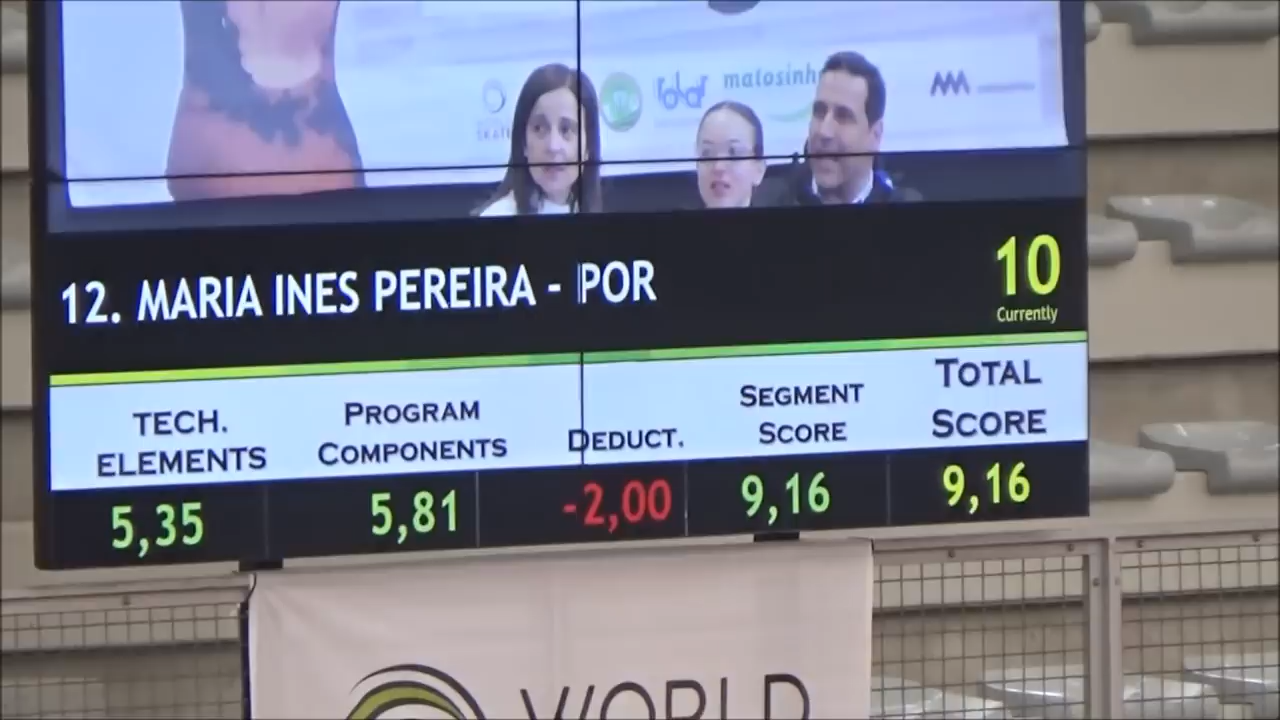 matosinh
12. MARIA INES PEREIRA - POR
10
Currently
TECH. ELEMENTS
PROGRAM COMPONENTS
DEDUCT.
SEGMENT SCORE
TOTAL SCORE
5,35 5,81 -2,00 9,16 9,16
WORLD